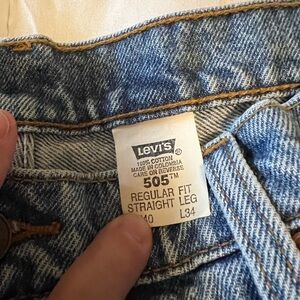 Levi's ®
100% COTTON
MADE IN COLOMBIA
CARE ON REVERSE
505™
REGULAR FIT
STRAIGHT LEG
40 L34